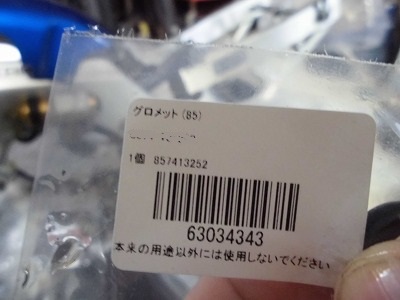 グロメット(85)
1個 857413252
63034343
本来の用途以外には使用しないでください